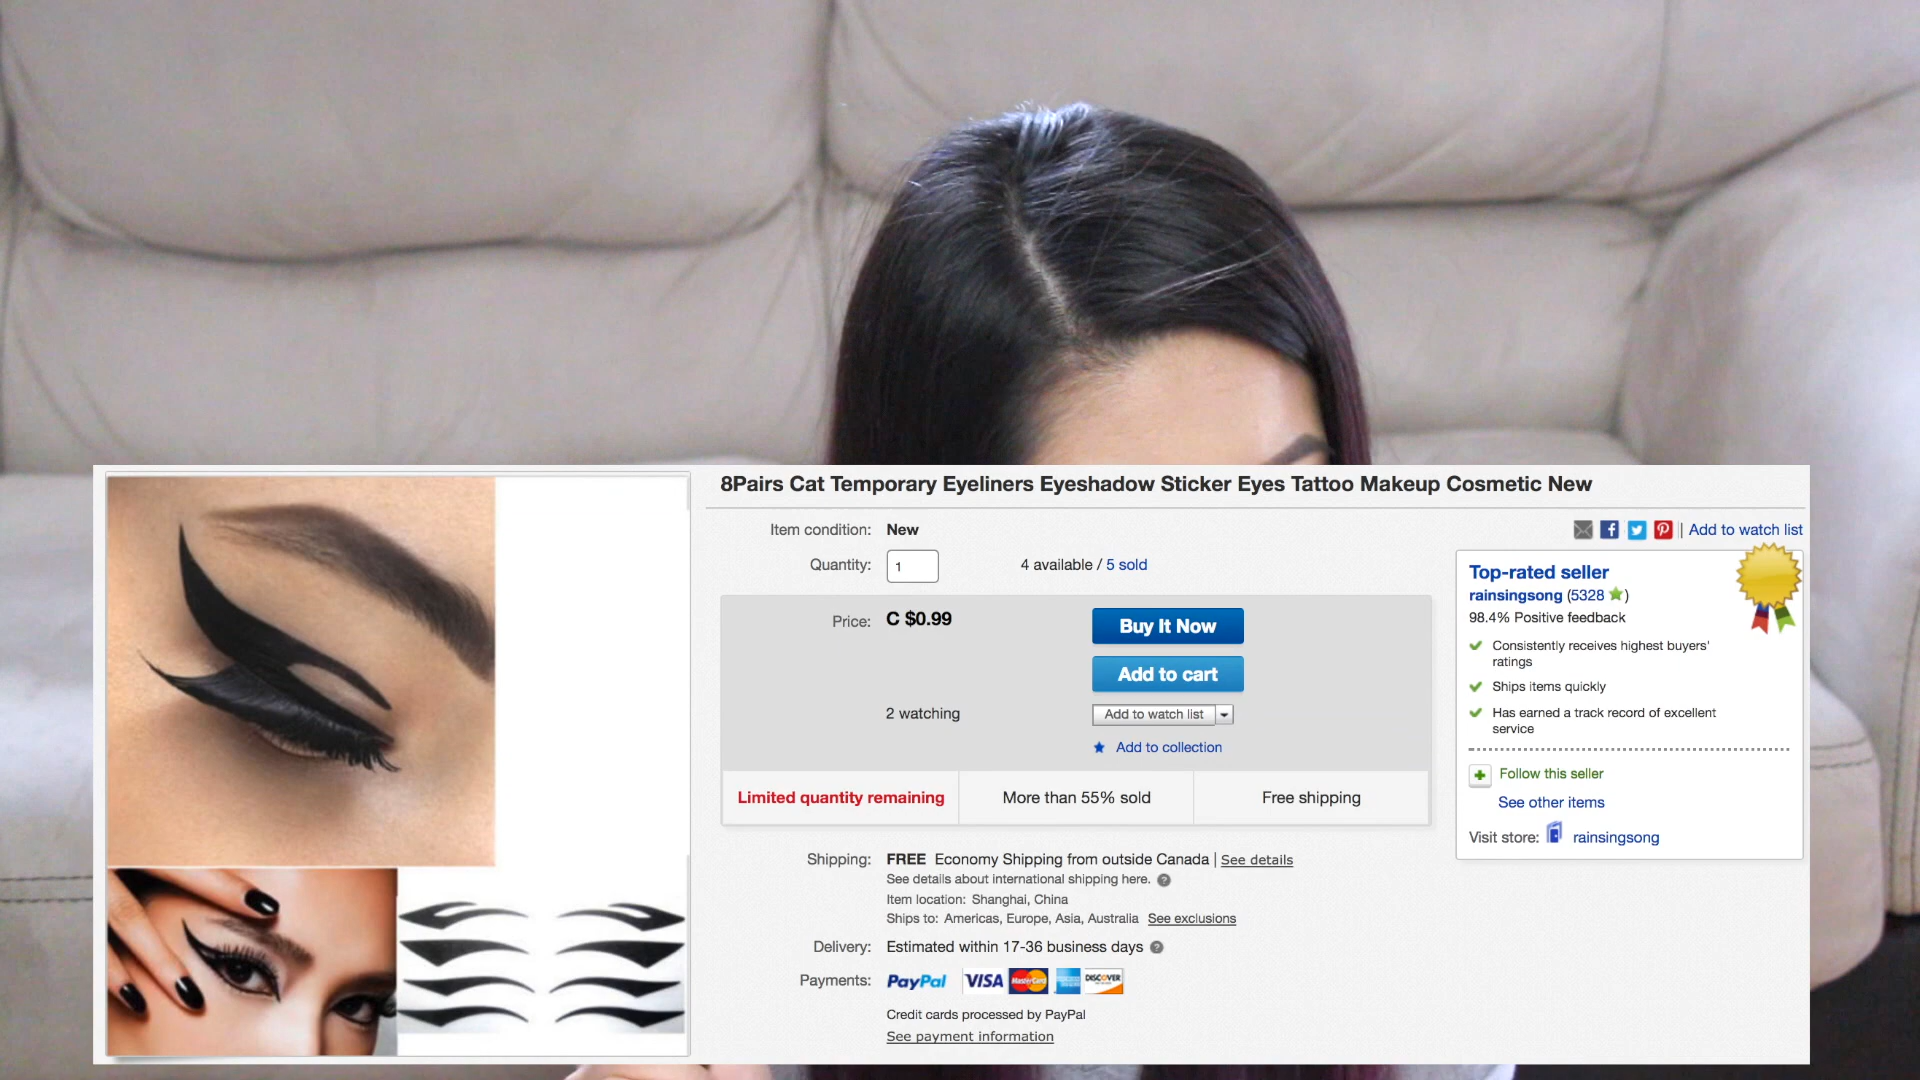 8Pairs Cat Temporary Eyeliners Eyeshadow Sticker Eyes Tattoo Makeup Cosmetic New
Item condition: New
| Add to watch list
Quantity: 1 4 available / 5 sold
Price: C $0.99
Buy It Now
Add to cart
2 watching
Add to watch list
Add to collection
Limited quantity remaining More than 55% sold Free shipping
Shipping: FREE Economy Shipping from outside Canada | See details
See details about international shipping here.
Item location: Shanghai, China
Ships to: Americas, Europe, Asia, Australia See exclusions
Delivery: Estimated within 17-36 business days
Payments: PayPal VISA MasterCard DISCOVER
Credit cards processed by PayPal
See payment information
Top-rated seller
rainsingsong (5328)
98.4% Positive feedback
Consistently receives highest buyers'
ratings
Ships items quickly
Has earned a track record of excellent
service
Follow this seller
See other items
Visit store: rainsingsong